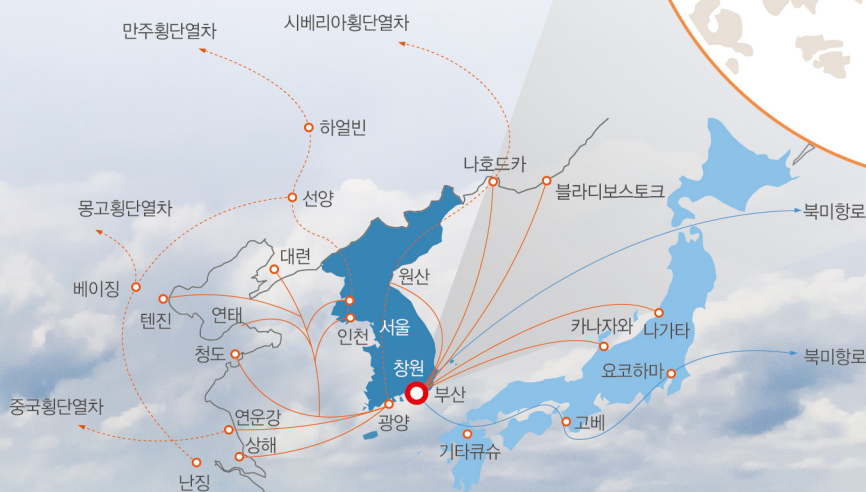 시베리아횡단열차
만주횡단열차
하얼빈
나호드카
블라디보스토크
선양
몽고횡단열차
북미항로
대련
원산
베이징
텐진
연태
인천
서울
카나자와
나가타
청도
창원
요코하마
북미항로
부산
중국횡단열차
연운강
광양
고베
상해
기타큐슈
난징